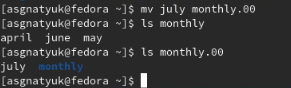 [asgnatyuk@fedora ~]$ mv july monthly.00
[asgnatyuk@fedora ~]$ ls monthly
april  june  may
[asgnatyuk@fedora ~]$ ls monthly.00
july  monthly
[asgnatyuk@fedora ~]$